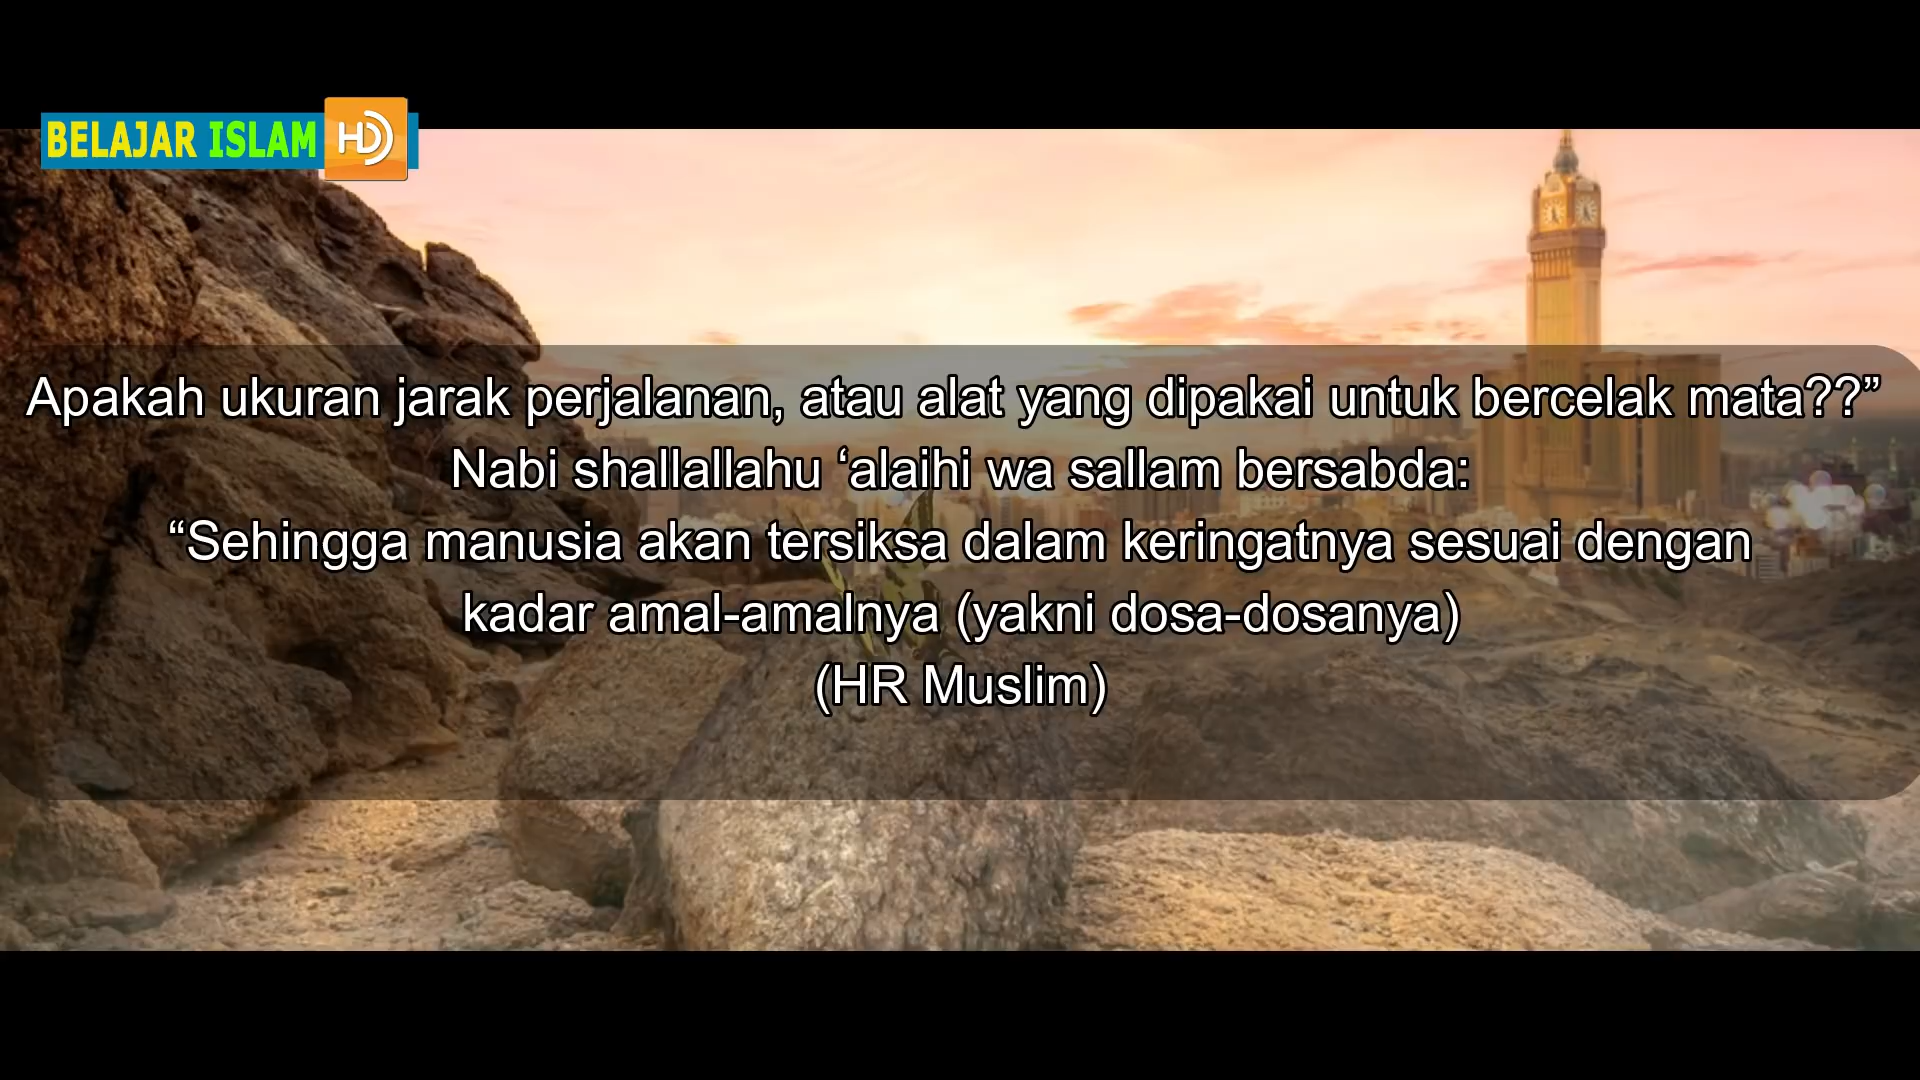 BELAJAR ISLAM HD
Apakah ukuran jarak perjalanan, atau alat yang dipakai untuk bercelak mata??”
Nabi shallallahu ‘alaihi wa sallam bersabda:
“Sehingga manusia akan tersiksa dalam keringatnya sesuai dengan
kadar amal-amalnya (yakni dosa-dosanya)
(HR Muslim)